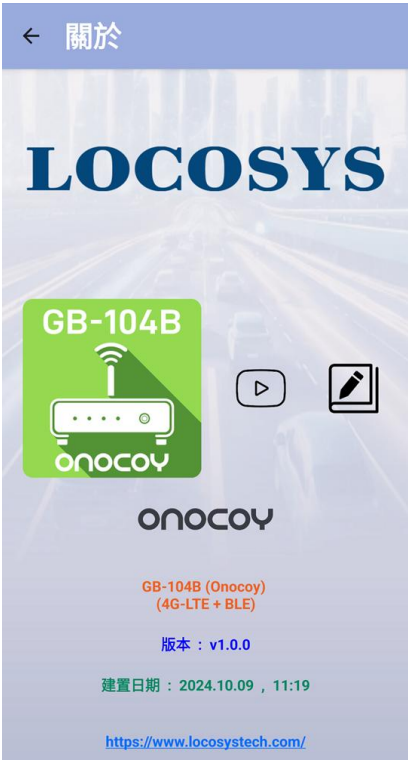 關於
LOCOSYS
GB-104B
onocoy
onocoy
GB-104B (Onocoy)
(4G-LTE + BLE)
版本 : v1.0.0
建置日期 : 2024.10.09 , 11:19
https://www.locosystech.com/